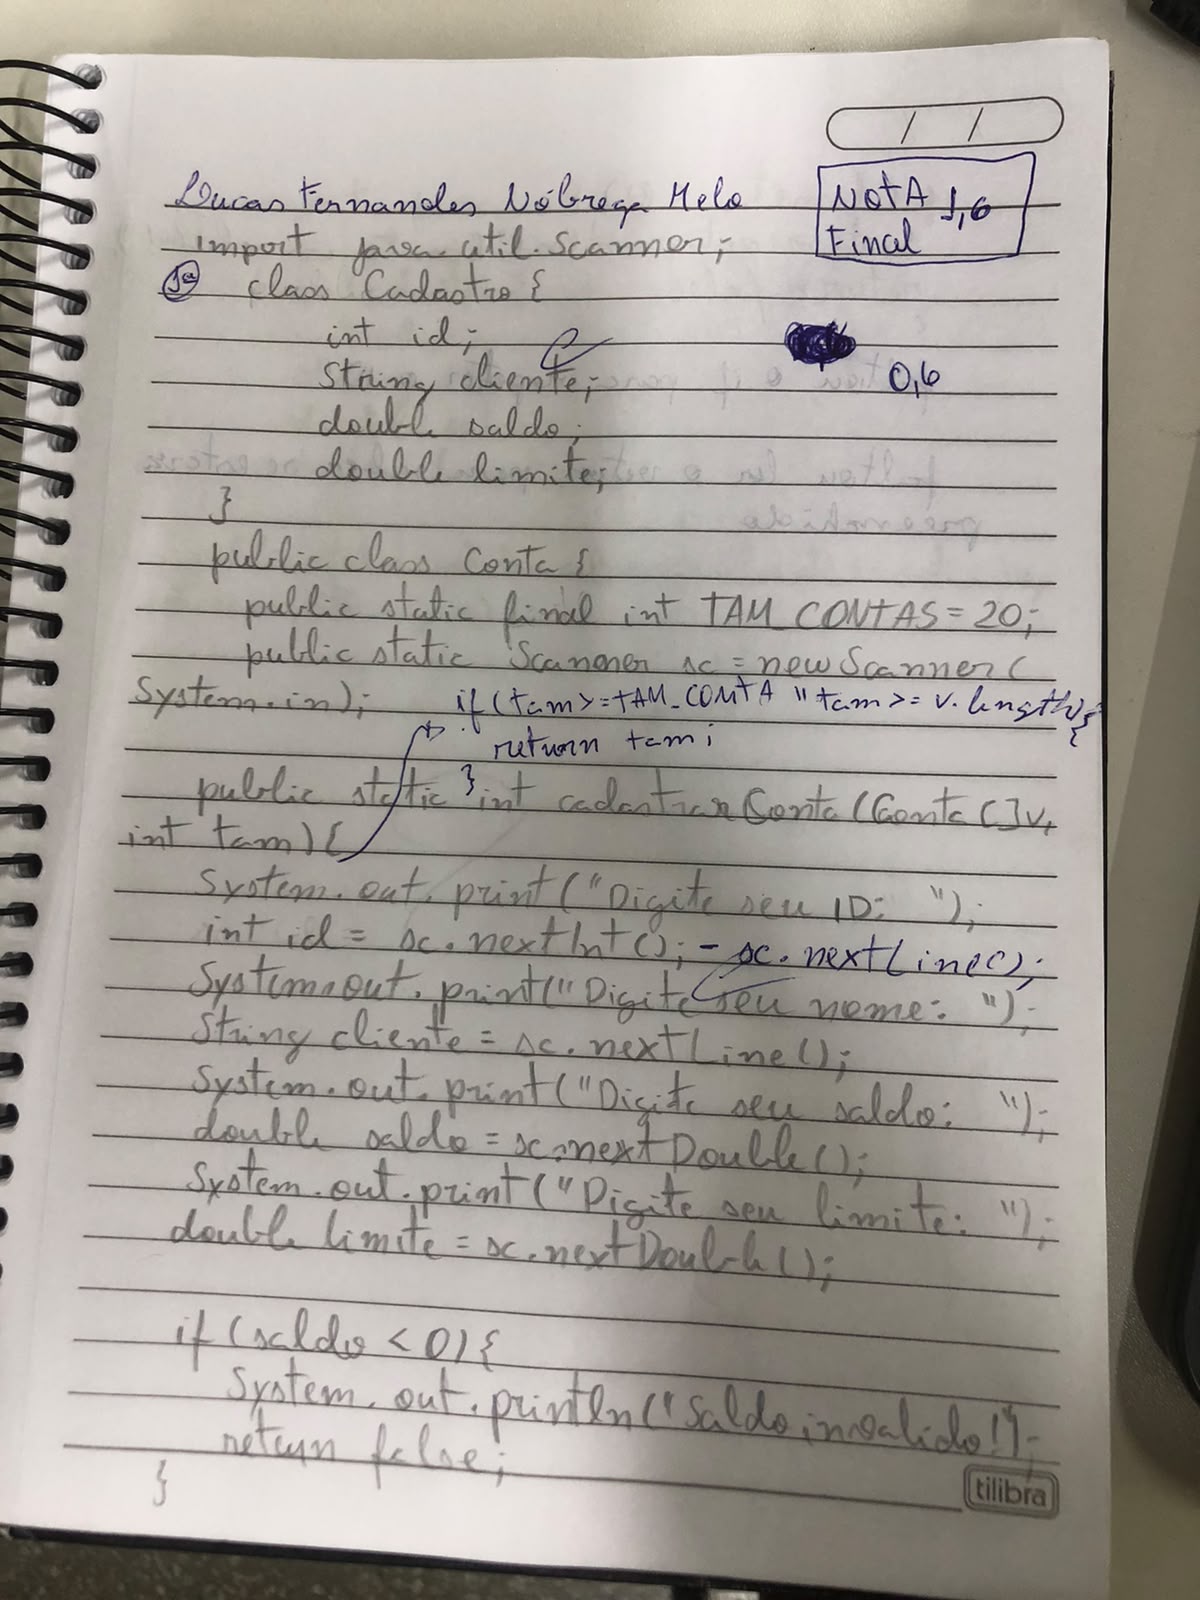 Lucas Fernandes Nóbrega Melo
NotA 1,6
Final
import java.util.Scanner;
1ª class Cadastro {
int id;
String cliente;
0,6
double saldo;
double limite;
}
public class Conta {
public static final int TAM_CONTAS = 20;
public static Scanner sc = new Scanner(
System.in);
if (tam >= TAM_CONTA || tam >= v.length) {
return tam;
}
public static int cadastrarConta (Conta []v,
int tam) {
System.out.print("Digite seu ID: ");
int id = sc.nextInt(); - sc.nextLine();
System.out.print("Digite seu nome: ");
String cliente = sc.nextLine();
System.out.print("Digite seu saldo: ");
double saldo = sc.nextDouble();
System.out.print("Digite seu limite: ");
double limite = sc.nextDouble();
if (saldo < 0) {
System.out.println("Saldo invalido!");
return false;
}
tilibra